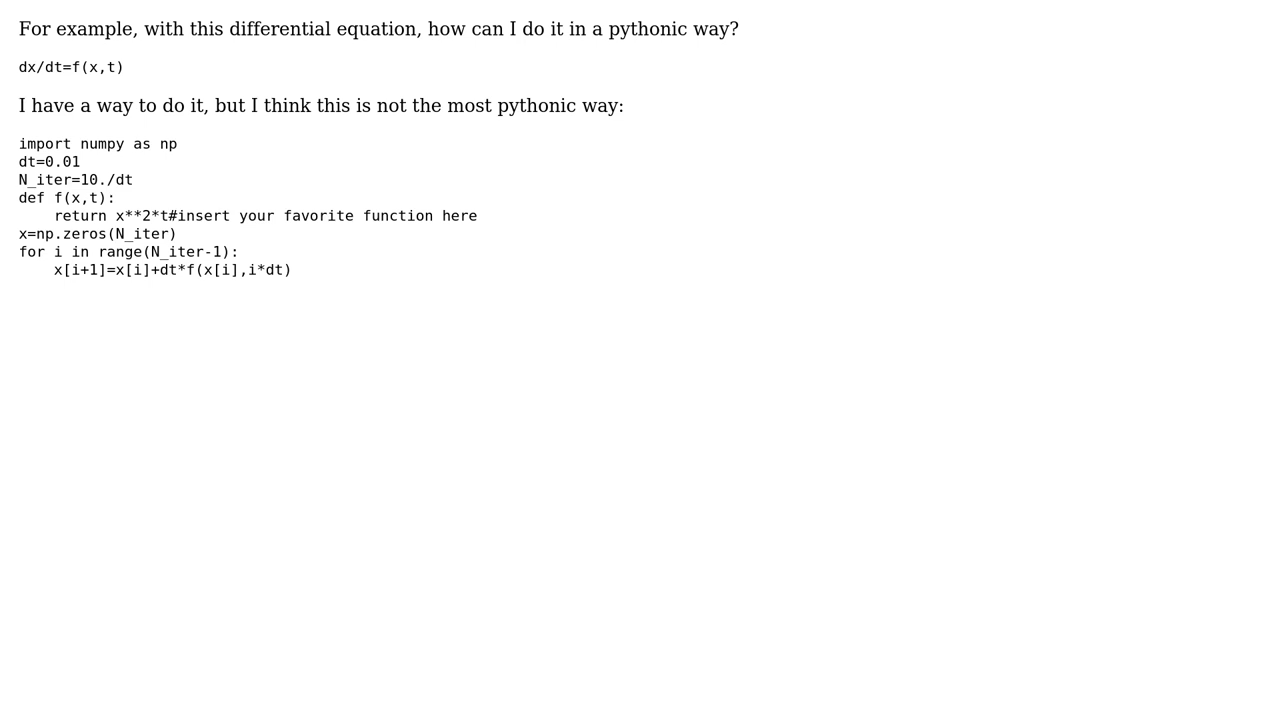 For example, with this differential equation, how can I do it in a pythonic way?
dx/dt=f(x,t)
I have a way to do it, but I think this is not the most pythonic way:
import numpy as np
dt=0.01
N_iter=10./dt
def f(x,t):
    return x**2*t#insert your favorite function here
x=np.zeros(N_iter)
for i in range(N_iter-1):
    x[i+1]=x[i]+dt*f(x[i],i*dt)